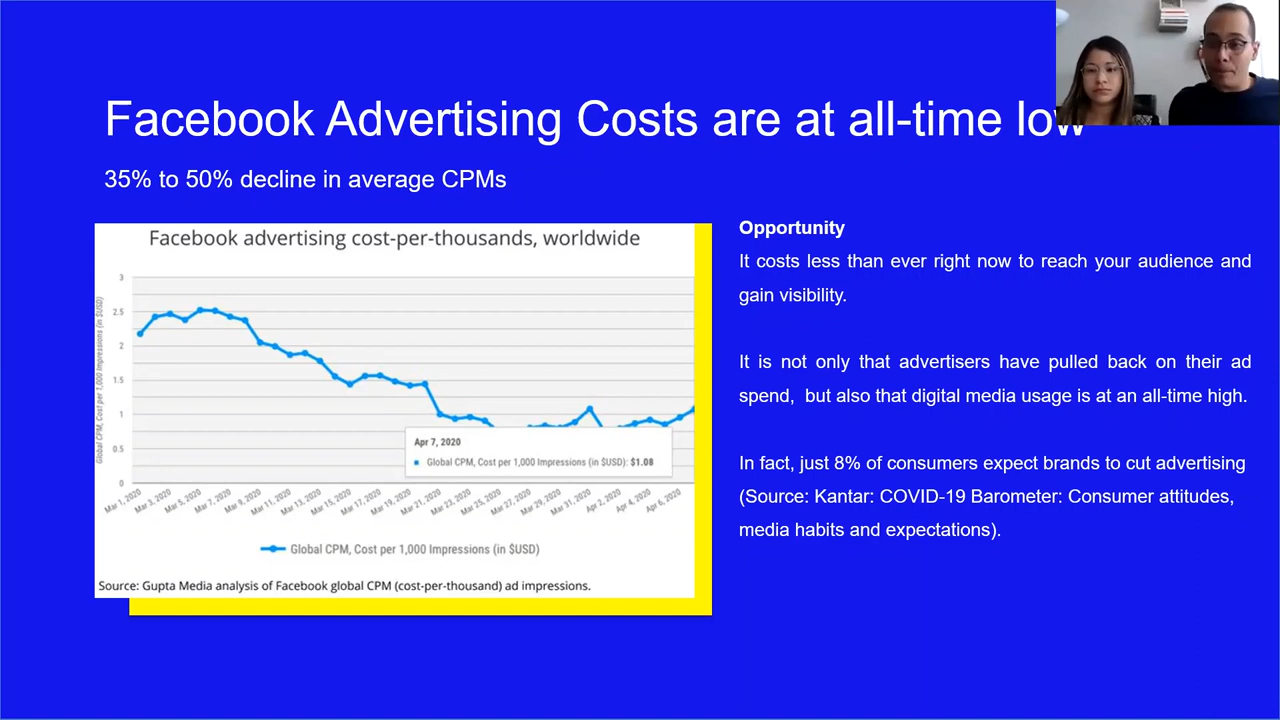 Facebook Advertising Costs are at all-time low
35% to 50% decline in average CPMs
Facebook advertising cost-per-thousands, worldwide
Global CPM, Cost per 1,000 Impressions (in $USD)
3
2.5
2
1.5
1
0.5
0
Apr 7, 2020
Global CPM, Cost per 1,000 Impressions (in $USD): $1.08
Mar 1, 2020
Mar 3, 2020
Mar 5, 2020
Mar 7, 2020
Mar 9, 2020
Mar 11, 2020
Mar 13, 2020
Mar 15, 2020
Mar 17, 2020
Mar 19, 2020
Mar 21, 2020
Mar 23, 2020
Mar 25, 2020
Mar 27, 2020
Mar 29, 2020
Mar 31, 2020
Apr 2, 2020
Apr 4, 2020
Apr 6, 2020
Global CPM, Cost per 1,000 Impressions (in $USD)
Source: Gupta Media analysis of Facebook global CPM (cost-per-thousand) ad impressions.
Opportunity
It costs less than ever right now to reach your audience and
gain visibility.
It is not only that advertisers have pulled back on their ad
spend, but also that digital media usage is at an all-time high.
In fact, just 8% of consumers expect brands to cut advertising
(Source: Kantar: COVID-19 Barometer: Consumer attitudes,
media habits and expectations).